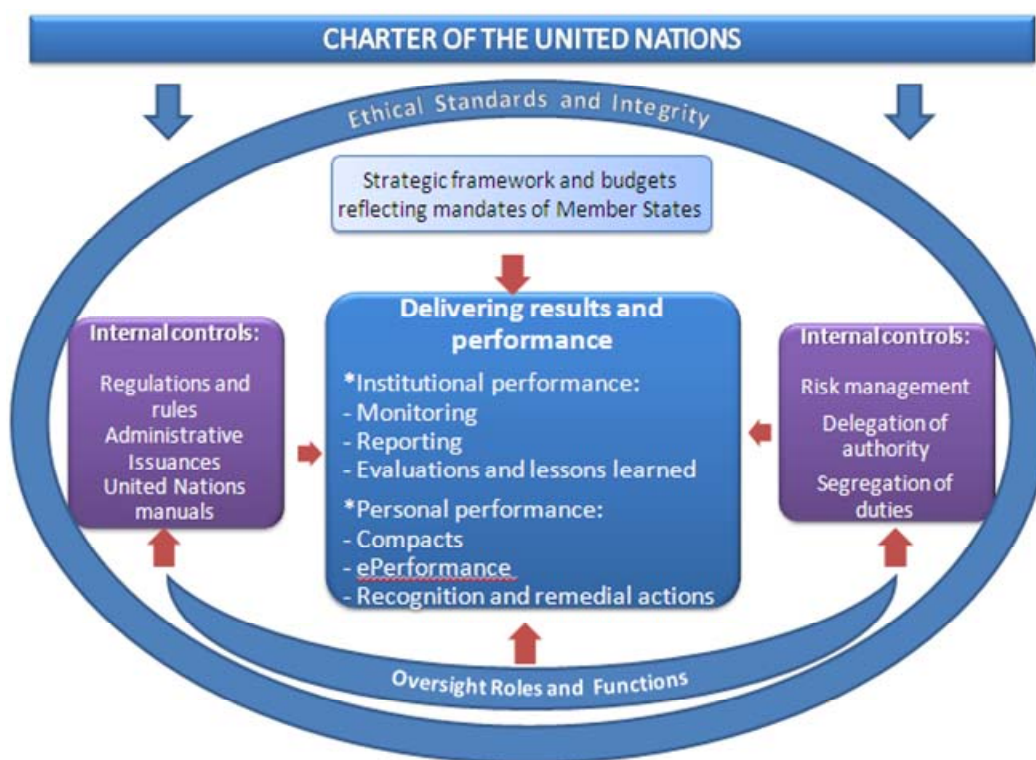 CHARTER OF THE UNITED NATIONS
Ethical Standards and Integrity
Strategic framework and budgets
reflecting mandates of Member States
Internal controls:
Regulations and
rules
Administrative
Issuances
United Nations
manuals
Delivering results and
performance
*Institutional performance:
- Monitoring
- Reporting
- Evaluations and lessons learned
*Personal performance:
- Compacts
- ePerformance
- Recognition and remedial actions
Internal controls:
Risk management
Delegation of
authority
Segregation of
duties
Oversight Roles and Functions